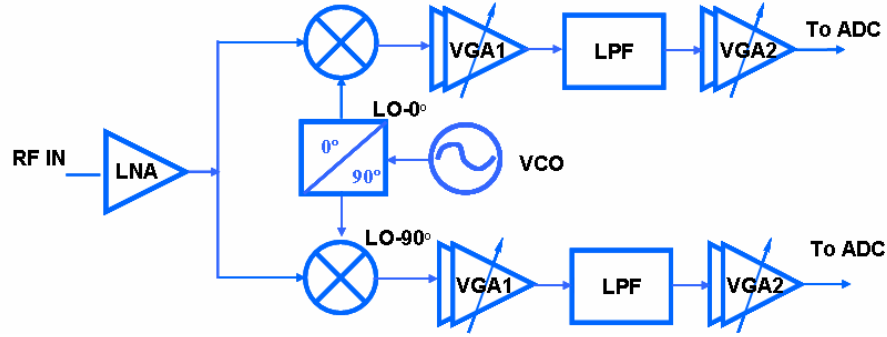 VGA1
LPF
VGA2
To ADC
LO-0°
RF IN
LNA
0°
90°
VCO
LO-90°
VGA1
LPF
VGA2
To ADC